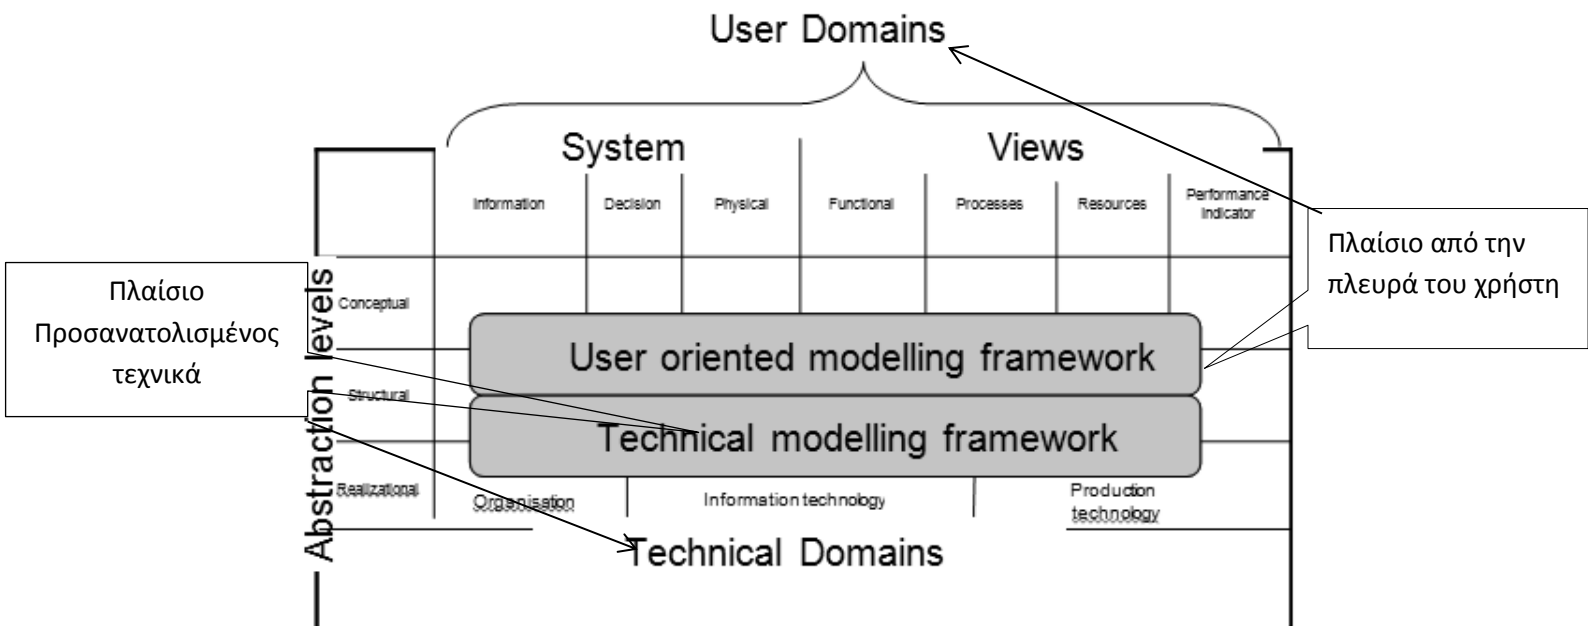 User Domains
System
Views
Information
Decision
Physical
Functional
Processes
Resources
Performance
Indicator
Πλαίσιο από την
πλευρά του χρήστη
Πλαίσιο
Προσανατολισμένος
τεχνικά
Abstraction levels
Conceptual
Structural
Realizational
User oriented modelling framework
Technical modelling framework
Organisation
Information technology
Production
technology
Technical Domains